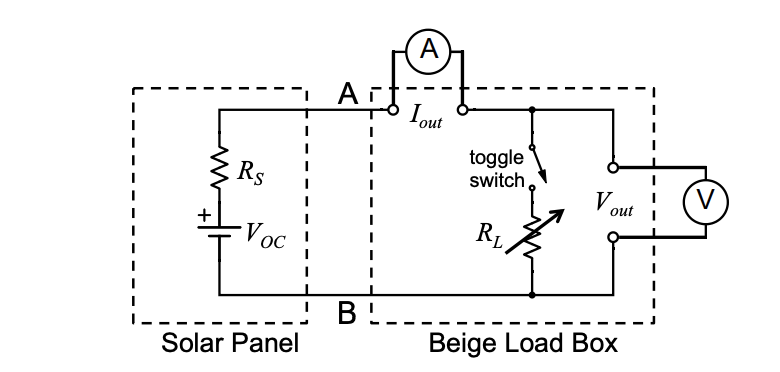 A
A
I_out
toggle
switch
R_S
+
V_OC
R_L
V_out
V
B
Solar Panel
Beige Load Box